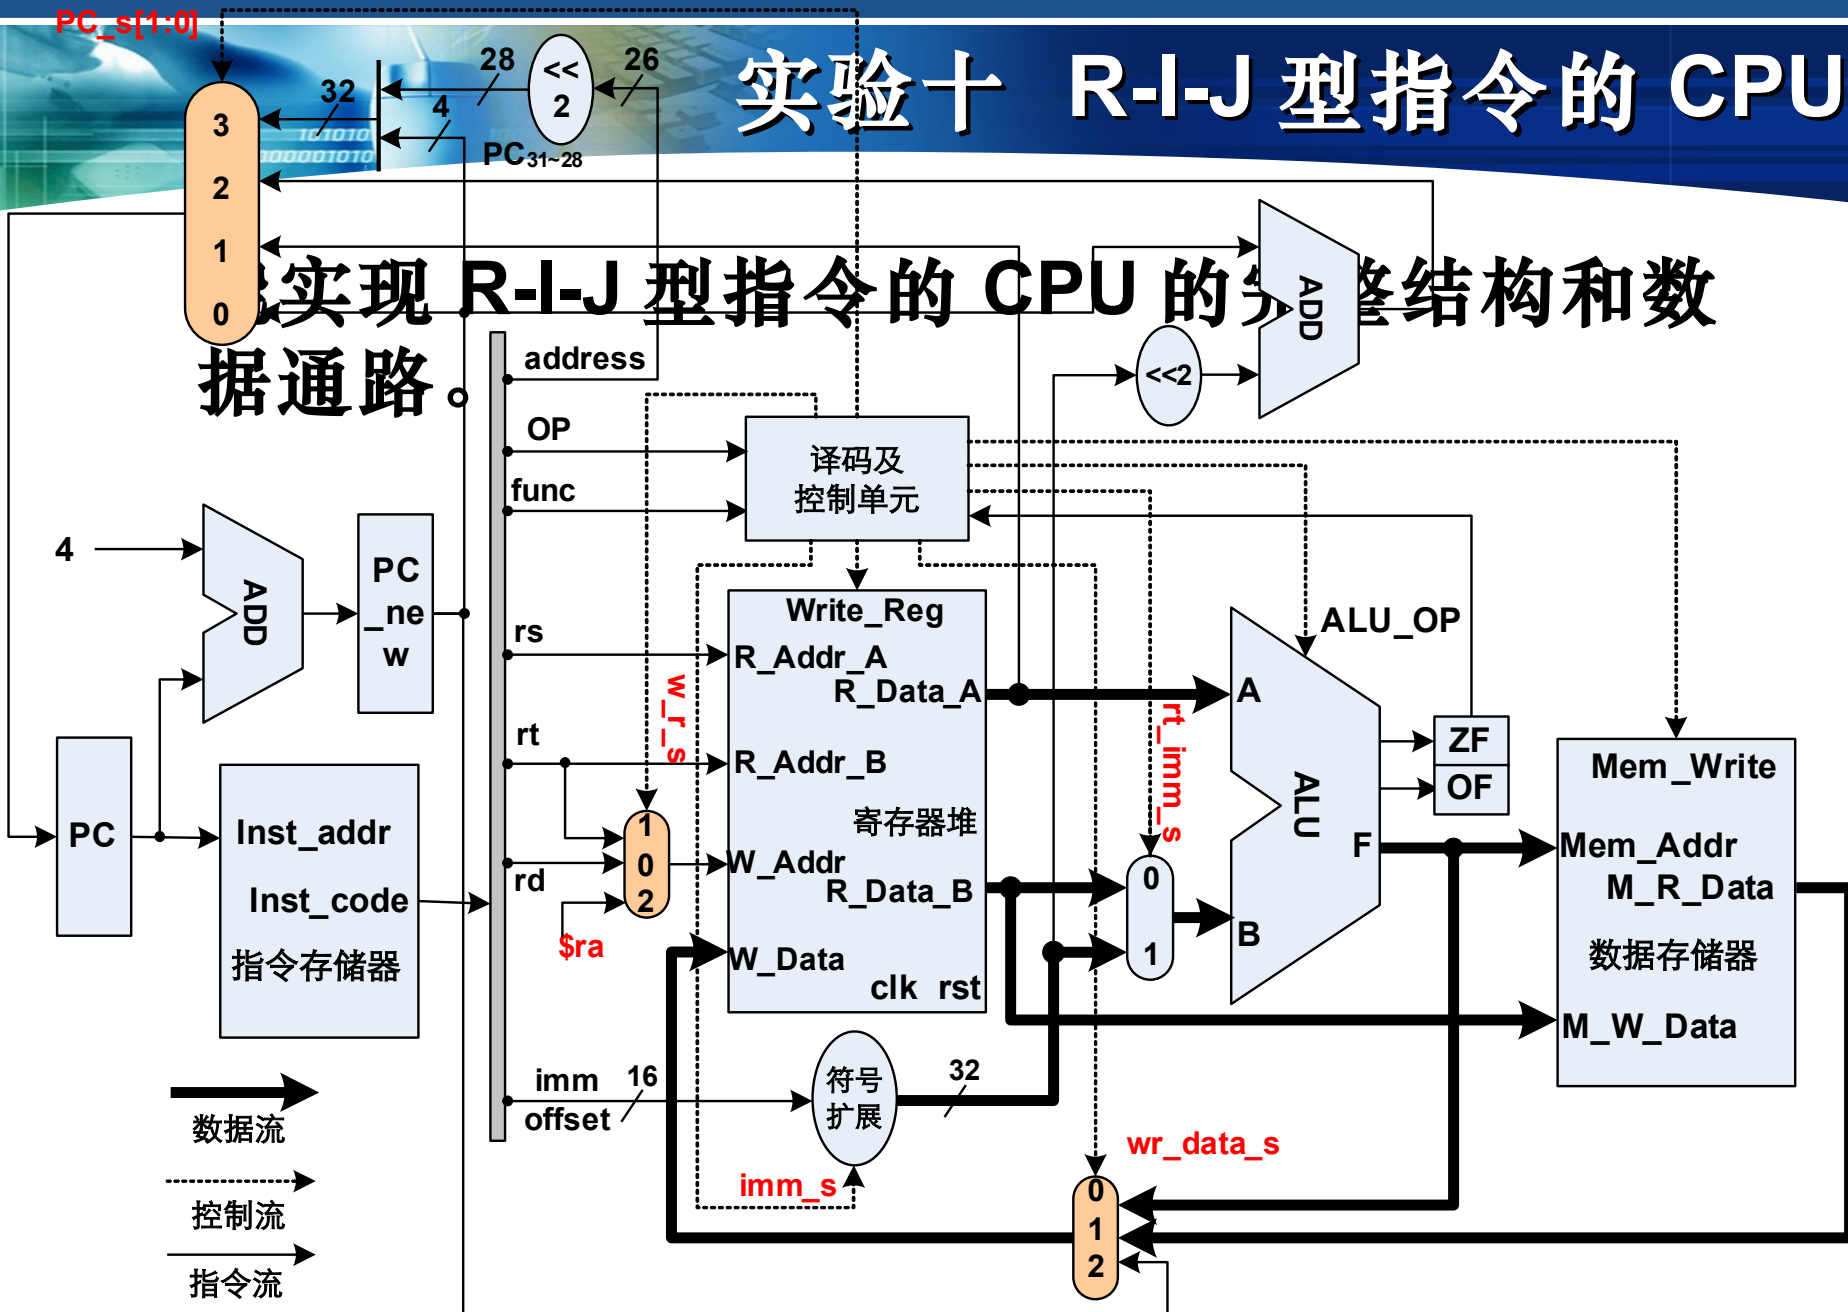 PC_s[1:0]
实验十 R-I-J 型指令的 CPU
3
2
1
0
32
28
4
<<
2
26
PC31~28
实现 R-I-J 型指令的 CPU 的完整结构和数
据通路。
ADD
<<2
address
OP
func
译码及
控制单元
4
ADD
PC
_ne
w
rs
rt
rd
w_r_s
1
0
2
$ra
Write_Reg
R_Addr_A
R_Data_A
R_Addr_B
寄存器堆
W_Addr
R_Data_B
W_Data
clk rst
rt_imm_s
0
1
ALU_OP
A
ALU
F
B
ZF
OF
Mem_Write
Mem_Addr
M_R_Data
数据存储器
M_W_Data
PC
Inst_addr
Inst_code
指令存储器
imm
offset
16
符号
扩展
32
imm_s
wr_data_s
0
1
2
数据流
控制流
指令流